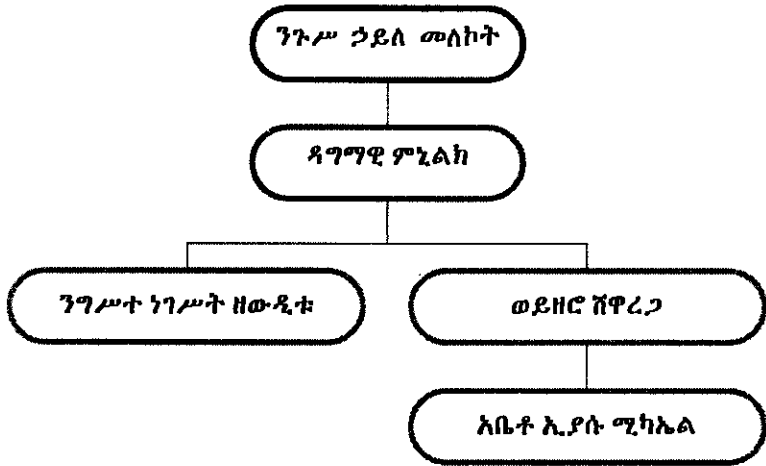 ንጉሥ ኃይለ መለኮት
ዳግማዊ ምኒልክ
ንግሥተ ነገሥት ዘውዲቱ
ወይዘሮ ሸዋረጋ
አቤቶ ኢያሱ ሚካኤል